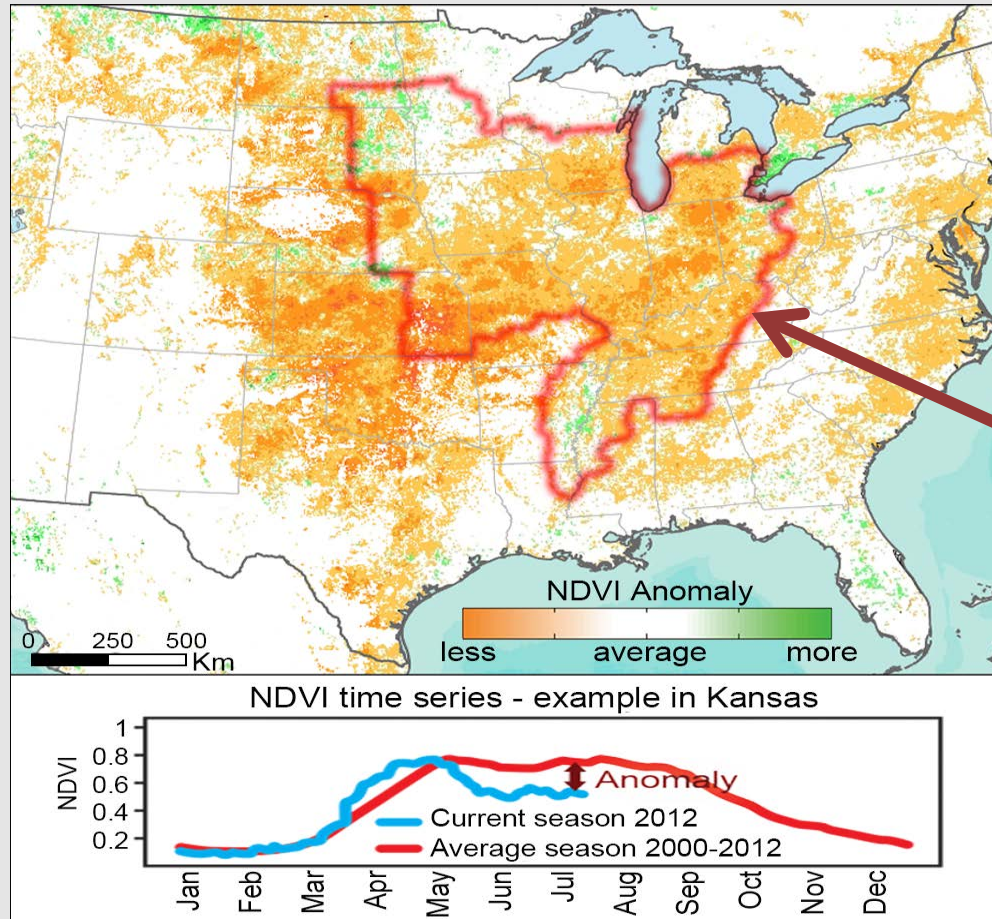 NDVI Anomaly
less average more
0 250 500
Km
NDVI time series - example in Kansas
1
0.8
0.6
0.4
0.2
NDVI
Anomaly
Current season 2012
Average season 2000-2012
Jan Feb Mar Apr May Jun Jul Aug Sep Oct Nov Dec